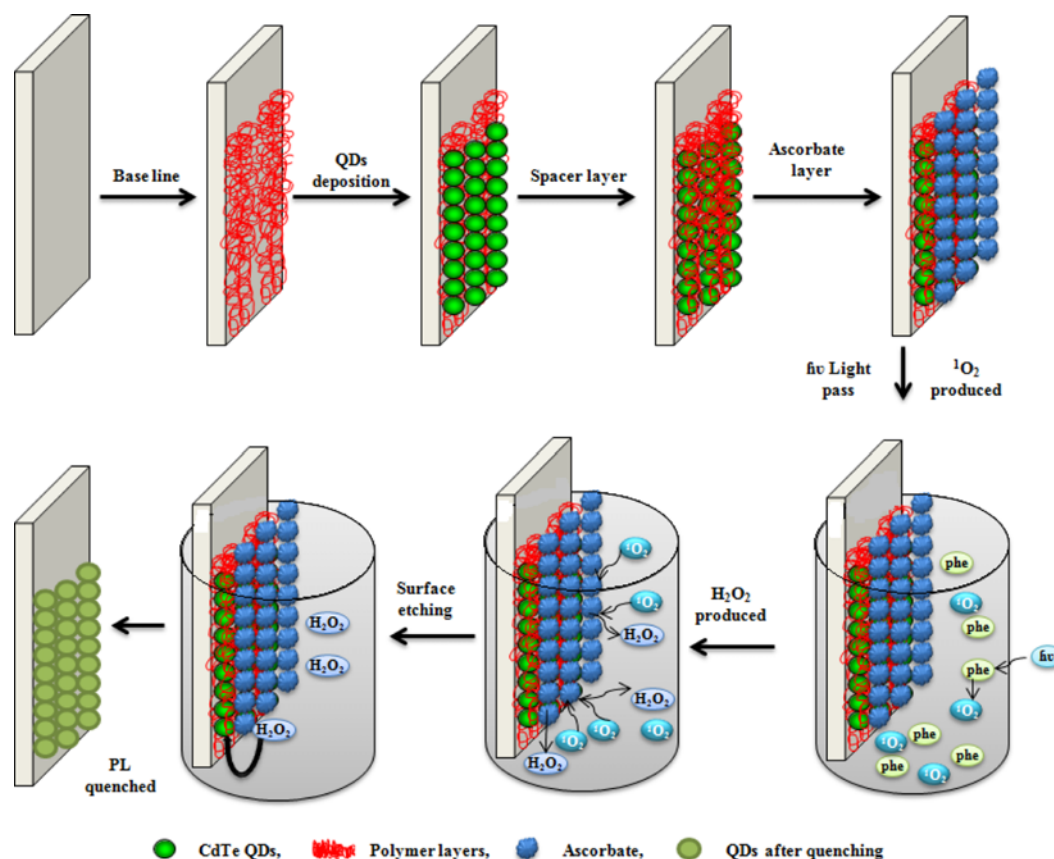 Base line
QDs
deposition
Spacer layer
Ascorbate
layer
ħυ Light
pass
¹O₂
produced
phe
¹O₂
phe
phe
ħυ
¹O₂
¹O₂
phe
phe
¹O₂
phe
H₂O₂
produced
¹O₂
¹O₂
H₂O₂
H₂O₂
¹O₂
¹O₂
¹O₂
H₂O₂
Surface
etching
H₂O₂
H₂O₂
H₂O₂
PL
quenched
CdTe QDs, Polymer layers, Ascorbate, QDs after quenching